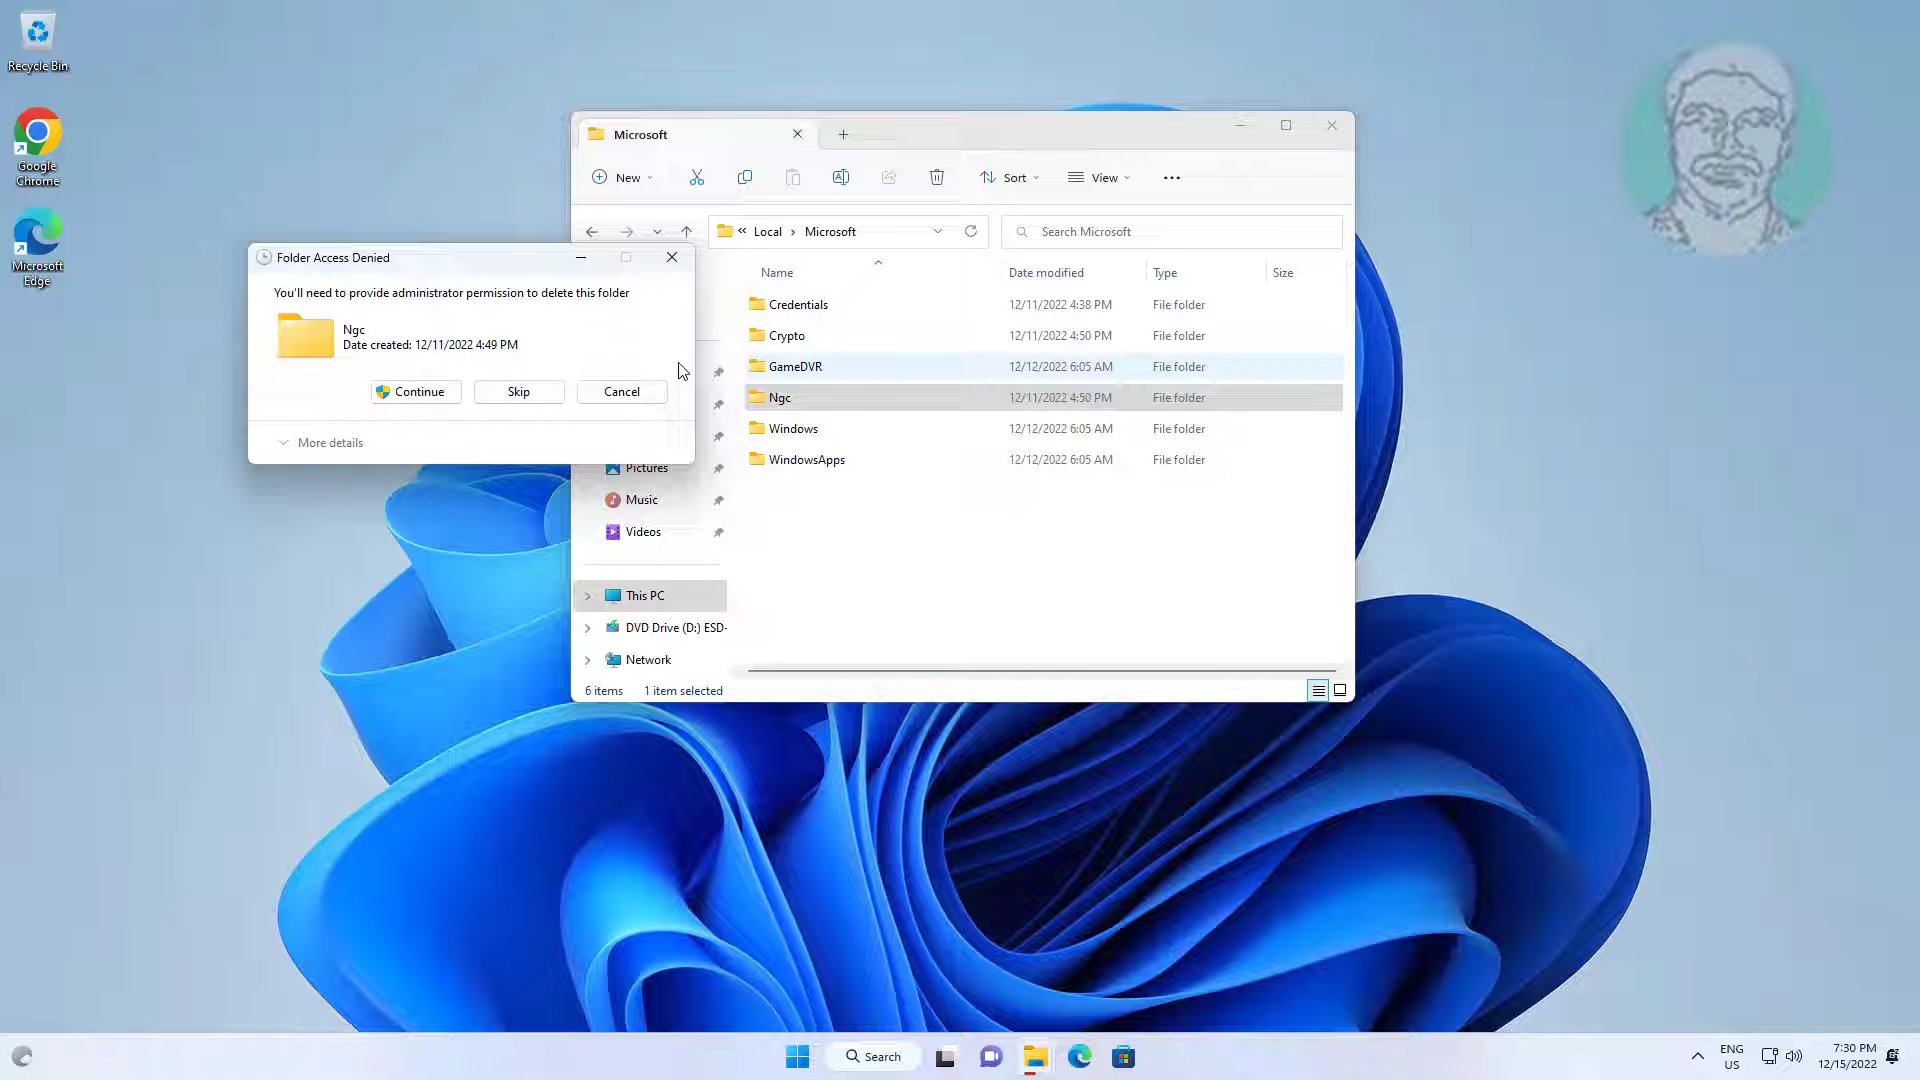 Recycle Bin
Google
Chrome
Microsoft
Edge
Microsoft
New
Sort
View
Local
Microsoft
Search Microsoft
Name
Date modified
Type
Size
Credentials
12/11/2022 4:38 PM
File folder
Crypto
12/11/2022 4:50 PM
File folder
GameDVR
12/12/2022 6:05 AM
File folder
Ngc
12/11/2022 4:50 PM
File folder
Windows
12/12/2022 6:05 AM
File folder
WindowsApps
12/12/2022 6:05 AM
File folder
Folder Access Denied
You'll need to provide administrator permission to delete this folder
Ngc
Date created: 12/11/2022 4:49 PM
Continue
Skip
Cancel
More details
Pictures
Music
Videos
This PC
DVD Drive (D:) ESD-
Network
6 items
1 item selected
Search
ENG
US
7:30 PM
12/15/2022